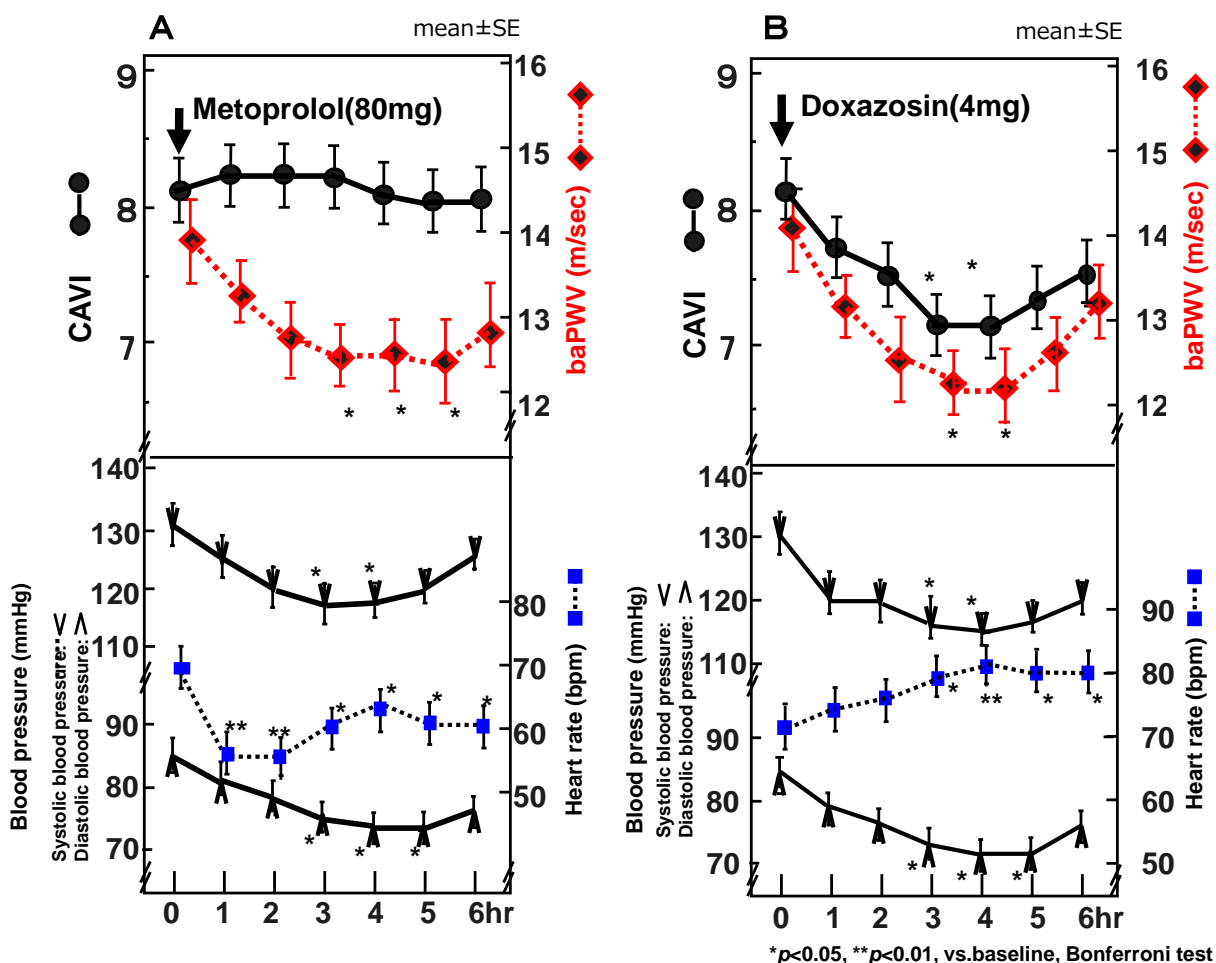 A
mean±SE
Metoprolol(80mg)
CAVI
9
8
7
16
15
14
13
12
baPWV (m/sec)
* * *
Blood pressure (mmHg)
Systolic blood pressure:
Diastolic blood pressure:
140
130
120
110
90
80
70
80
70
60
50
Heart rate (bpm)
* *
** ** * * * *
* * *
0 1 2 3 4 5 6hr
B
mean±SE
Doxazosin(4mg)
CAVI
9
8
7
16
15
14
13
12
baPWV (m/sec)
* *
* *
Blood pressure (mmHg)
Systolic blood pressure:
Diastolic blood pressure:
140
130
120
110
90
80
70
90
80
70
60
50
Heart rate (bpm)
* *
* ** * *
* * *
0 1 2 3 4 5 6hr
*p<0.05, **p<0.01, vs.baseline, Bonferroni test